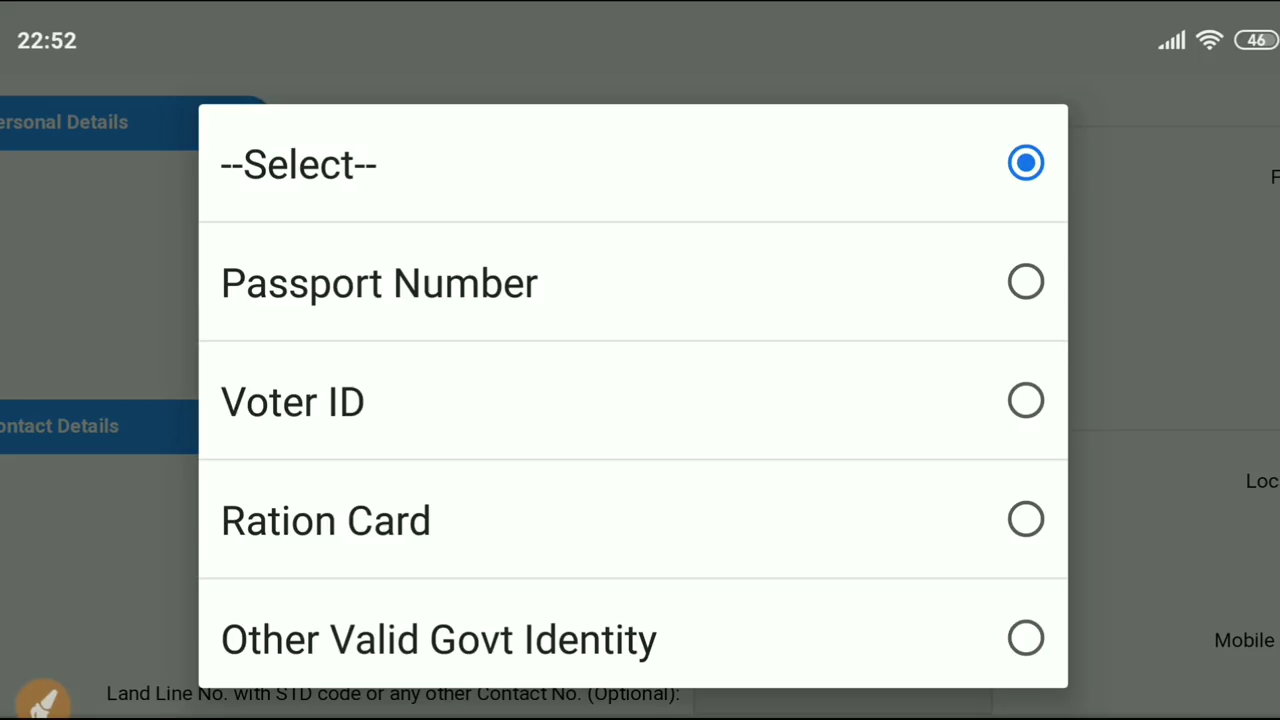 22:52
46
ersonal Details
--Select--
Passport Number
Voter ID
ontact Details
Loc
Ration Card
Other Valid Govt Identity
Mobile
Land Line No. with STD code or any other Contact No. (Optional):